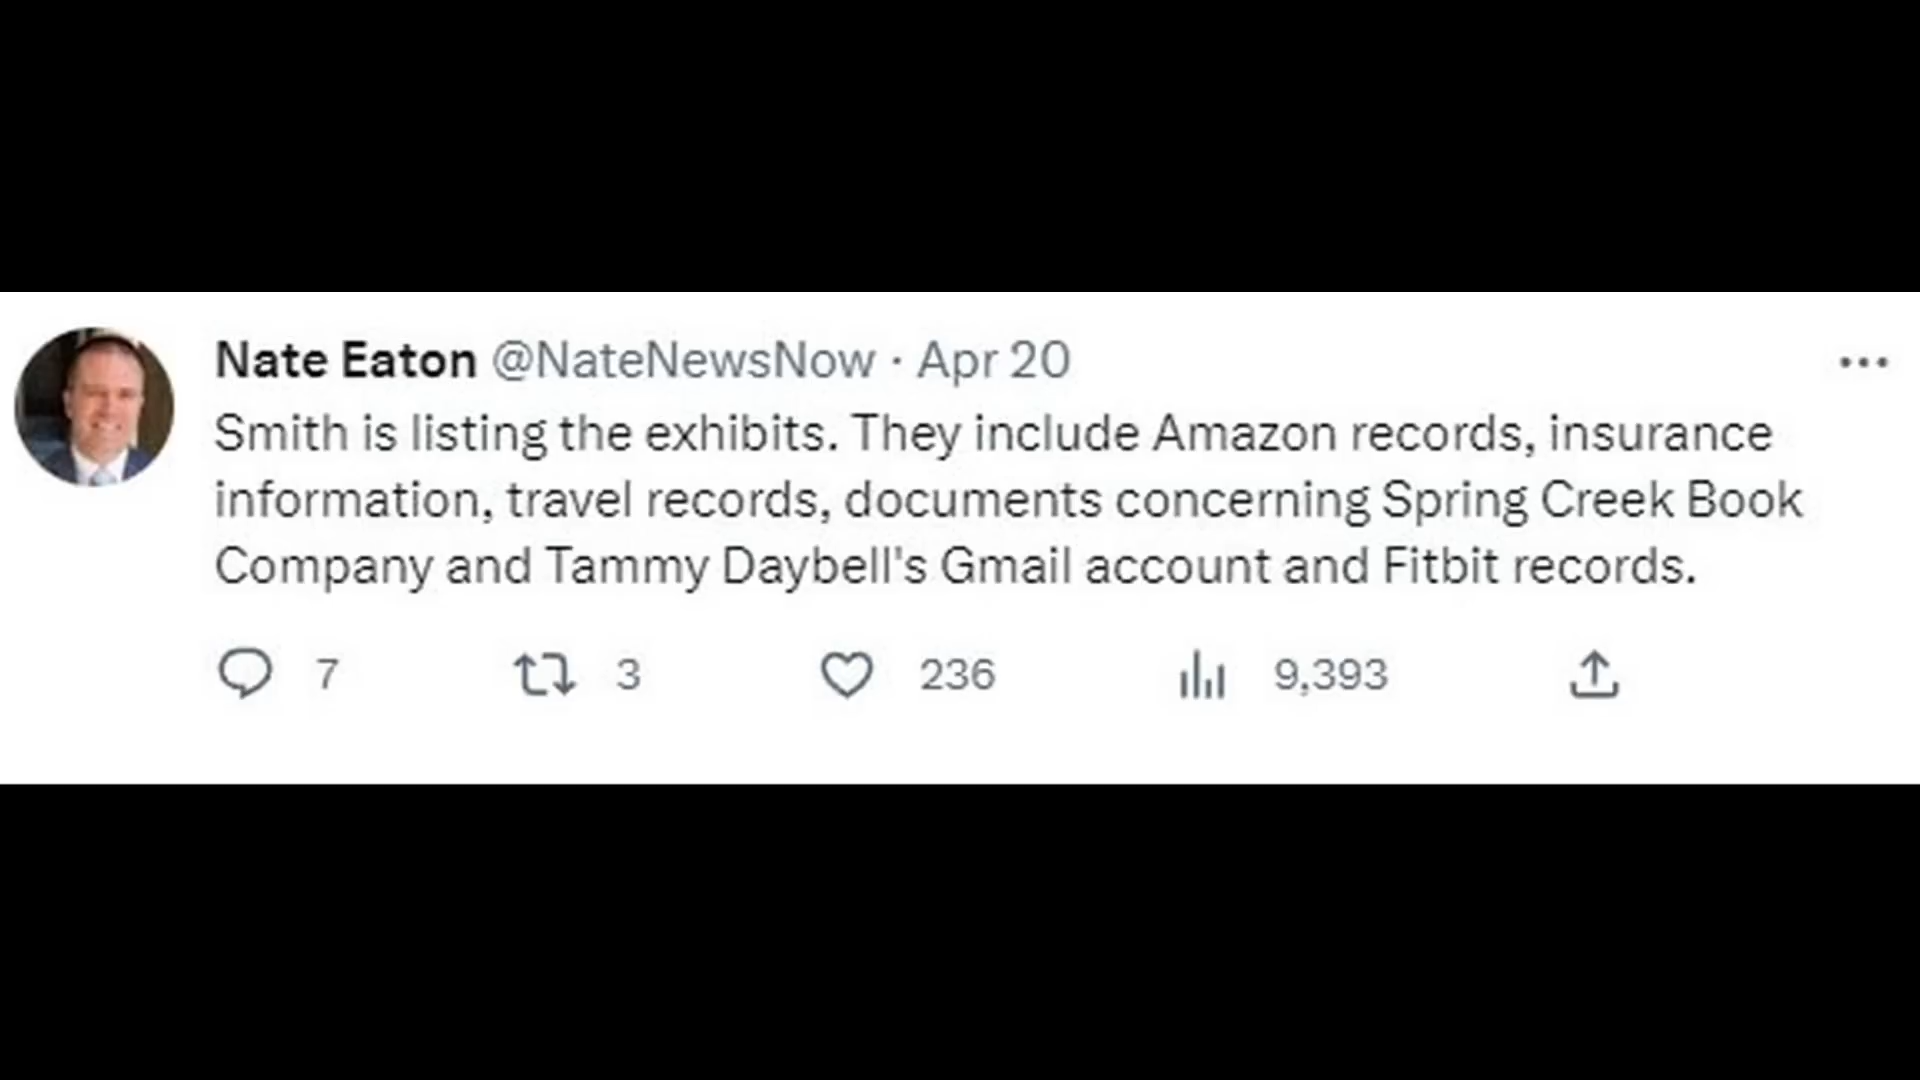 Nate Eaton @NateNewsNow · Apr 20
Smith is listing the exhibits. They include Amazon records, insurance
information, travel records, documents concerning Spring Creek Book
Company and Tammy Daybell's Gmail account and Fitbit records.
7 3 236 9,393